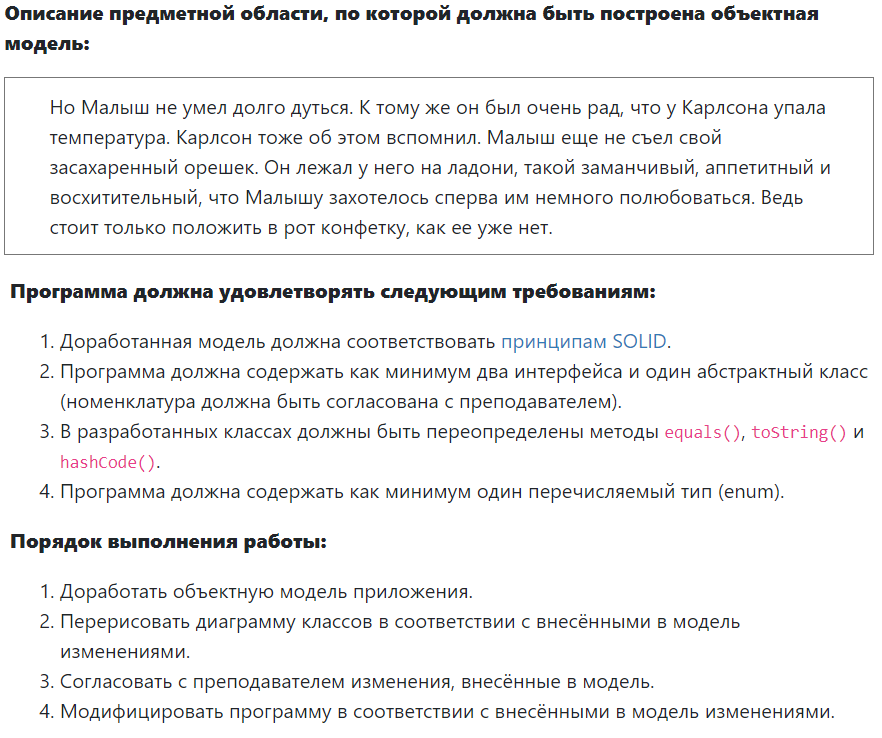 Описание предметной области, по которой должна быть построена объектная
модель:
Но Малыш не умел долго дуться. К тому же он был очень рад, что у Карлсона упала
температура. Карлсон тоже об этом вспомнил. Малыш еще не съел свой
засахаренный орешек. Он лежал у него на ладони, такой заманчивый, аппетитный и
восхитительный, что Малышу захотелось сперва им немного полюбоваться. Ведь
стоит только положить в рот конфетку, как ее уже нет.
Программа должна удовлетворять следующим требованиям:
1. Доработанная модель должна соответствовать принципам SOLID.
2. Программа должна содержать как минимум два интерфейса и один абстрактный класс
(номенклатура должна быть согласована с преподавателем).
3. В разработанных классах должны быть переопределены методы equals(), toString() и
hashCode().
4. Программа должна содержать как минимум один перечисляемый тип (enum).
Порядок выполнения работы:
1. Доработать объектную модель приложения.
2. Перерисовать диаграмму классов в соответствии с внесёнными в модель
изменениями.
3. Согласовать с преподавателем изменения, внесённые в модель.
4. Модифицировать программу в соответствии с внесёнными в модель изменениями.